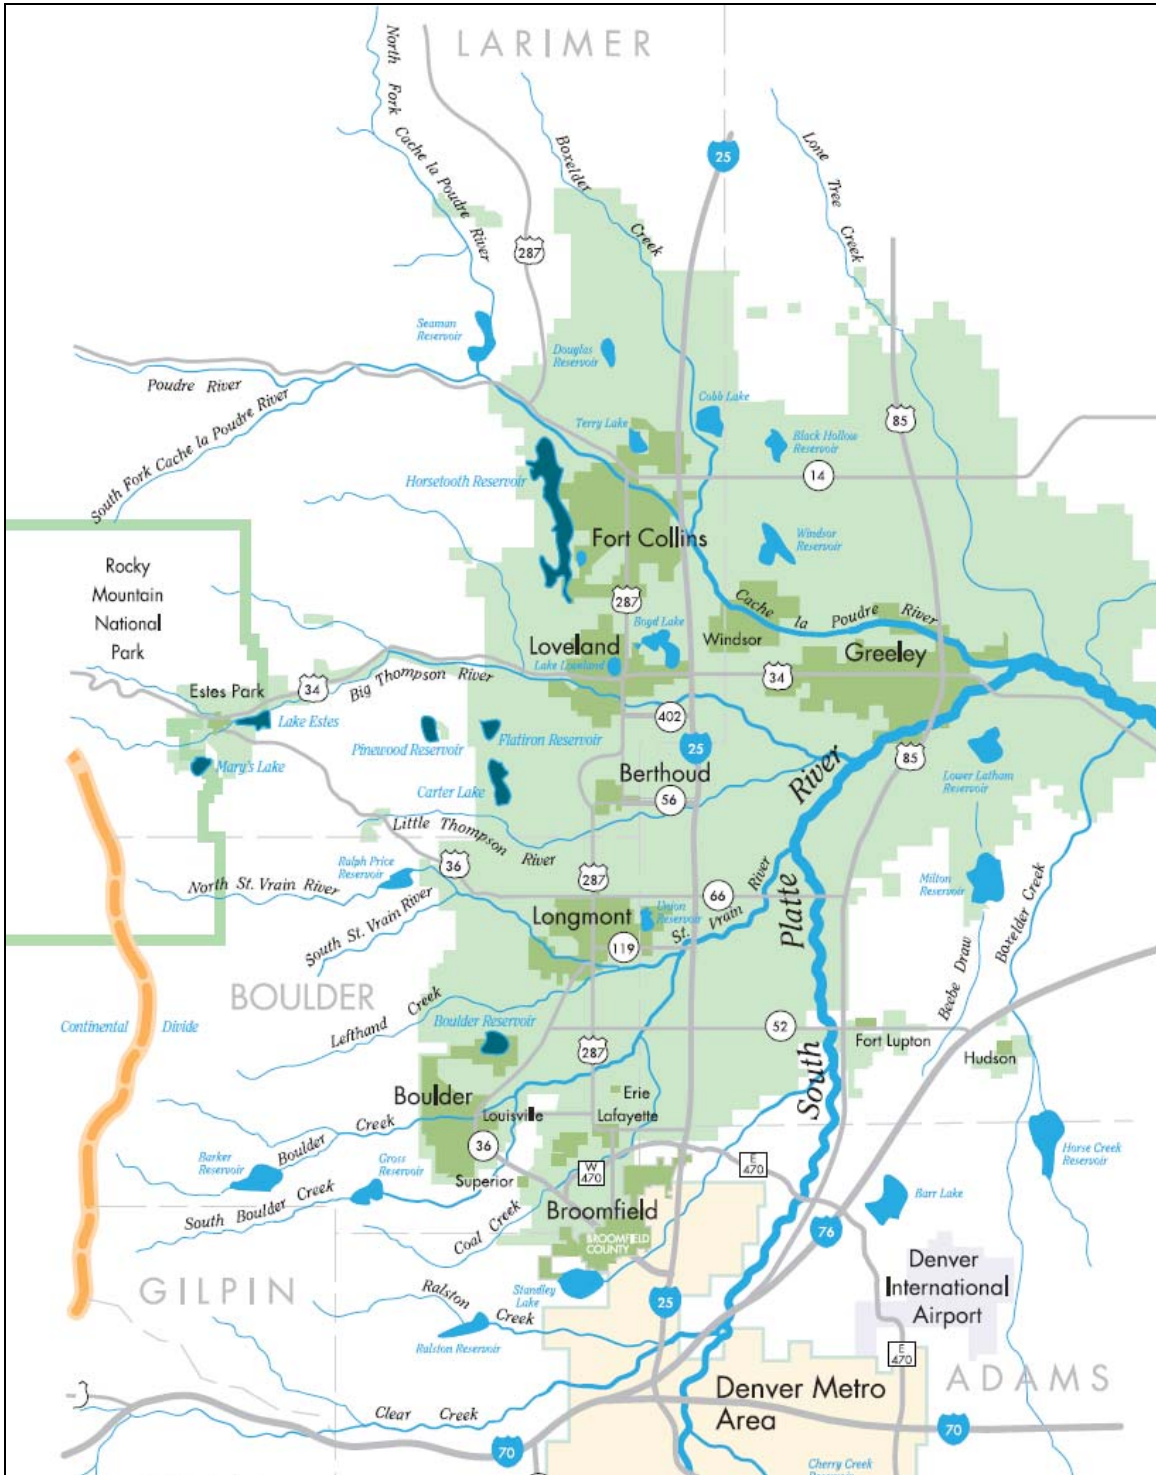 LARIMER
North Fork Cache la Poudre River
Boxelder Creek
Lone Tree Creek
25
287
Seaman
Reservoir
Douglas
Reservoir
Poudre River
South Fork Cache la Poudre River
Cobb Lake
85
Terry Lake
Black Hollow
Reservoir
Horsetooth Reservoir
14
Fort Collins
Windsor
Reservoir
Rocky
Mountain
National
Park
287
Boyd Lake
Cache la Poudre River
Loveland
Windsor
Greeley
Lake Loveland
34
Estes Park
34
Big Thompson River
Lake Estes
402
Pinewood Reservoir
Flatiron Reservoir
25
85
Mary's Lake
Berthoud
Lower Latham
Reservoir
Carter Lake
56
Little Thompson River
36
Ralph Price
Reservoir
287
66
Milton
Reservoir
North St. Vrain River
South St. Vrain River
Longmont
Union
Reservoir
119
St. Vrain River
South Platte River
Beebe Draw
Boxelder Creek
BOULDER
Continental Divide
Lefthand Creek
Boulder Reservoir
52
Fort Lupton
Hudson
287
Boulder
Erie
Louisville
Lafayette
Boulder Creek
36
Barker
Reservoir
Gross
Reservoir
Superior
W
470
E
470
Horse Creek
Reservoir
South Boulder Creek
Coal Creek
Broomfield
BROOMFIELD
COUNTY
Barr Lake
76
GILPIN
Denver
International
Airport
Standley
Lake
25
Ralston Creek
Ralston Reservoir
E
470
ADAMS
Denver Metro
Area
Clear Creek
70
70
Cherry Creek